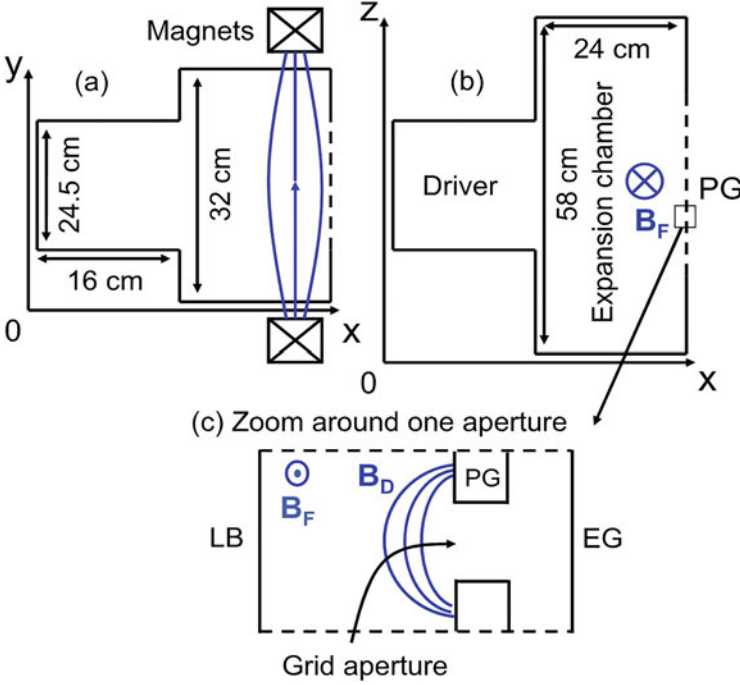 Magnets
y
(a)
24.5 cm
32 cm
16 cm
0
x
z
(b)
24 cm
Driver
58 cm
Expansion chamber
B_F
PG
0
x
(c) Zoom around one aperture
B_F
B_D
PG
LB
EG
Grid aperture